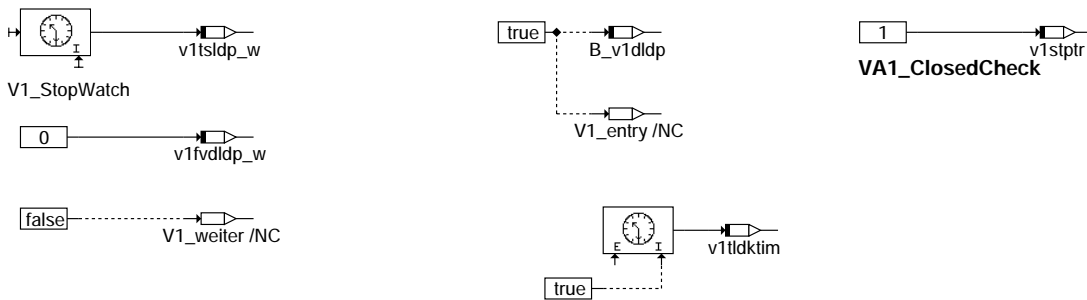 I
v1tsldp_w
V1_StopWatch
0
v1fvdldp_w
false
V1_weiter /NC
true
B_v1dldp
V1_entry /NC
E I
v1tldktim
true
1
v1stptr
VA1_ClosedCheck